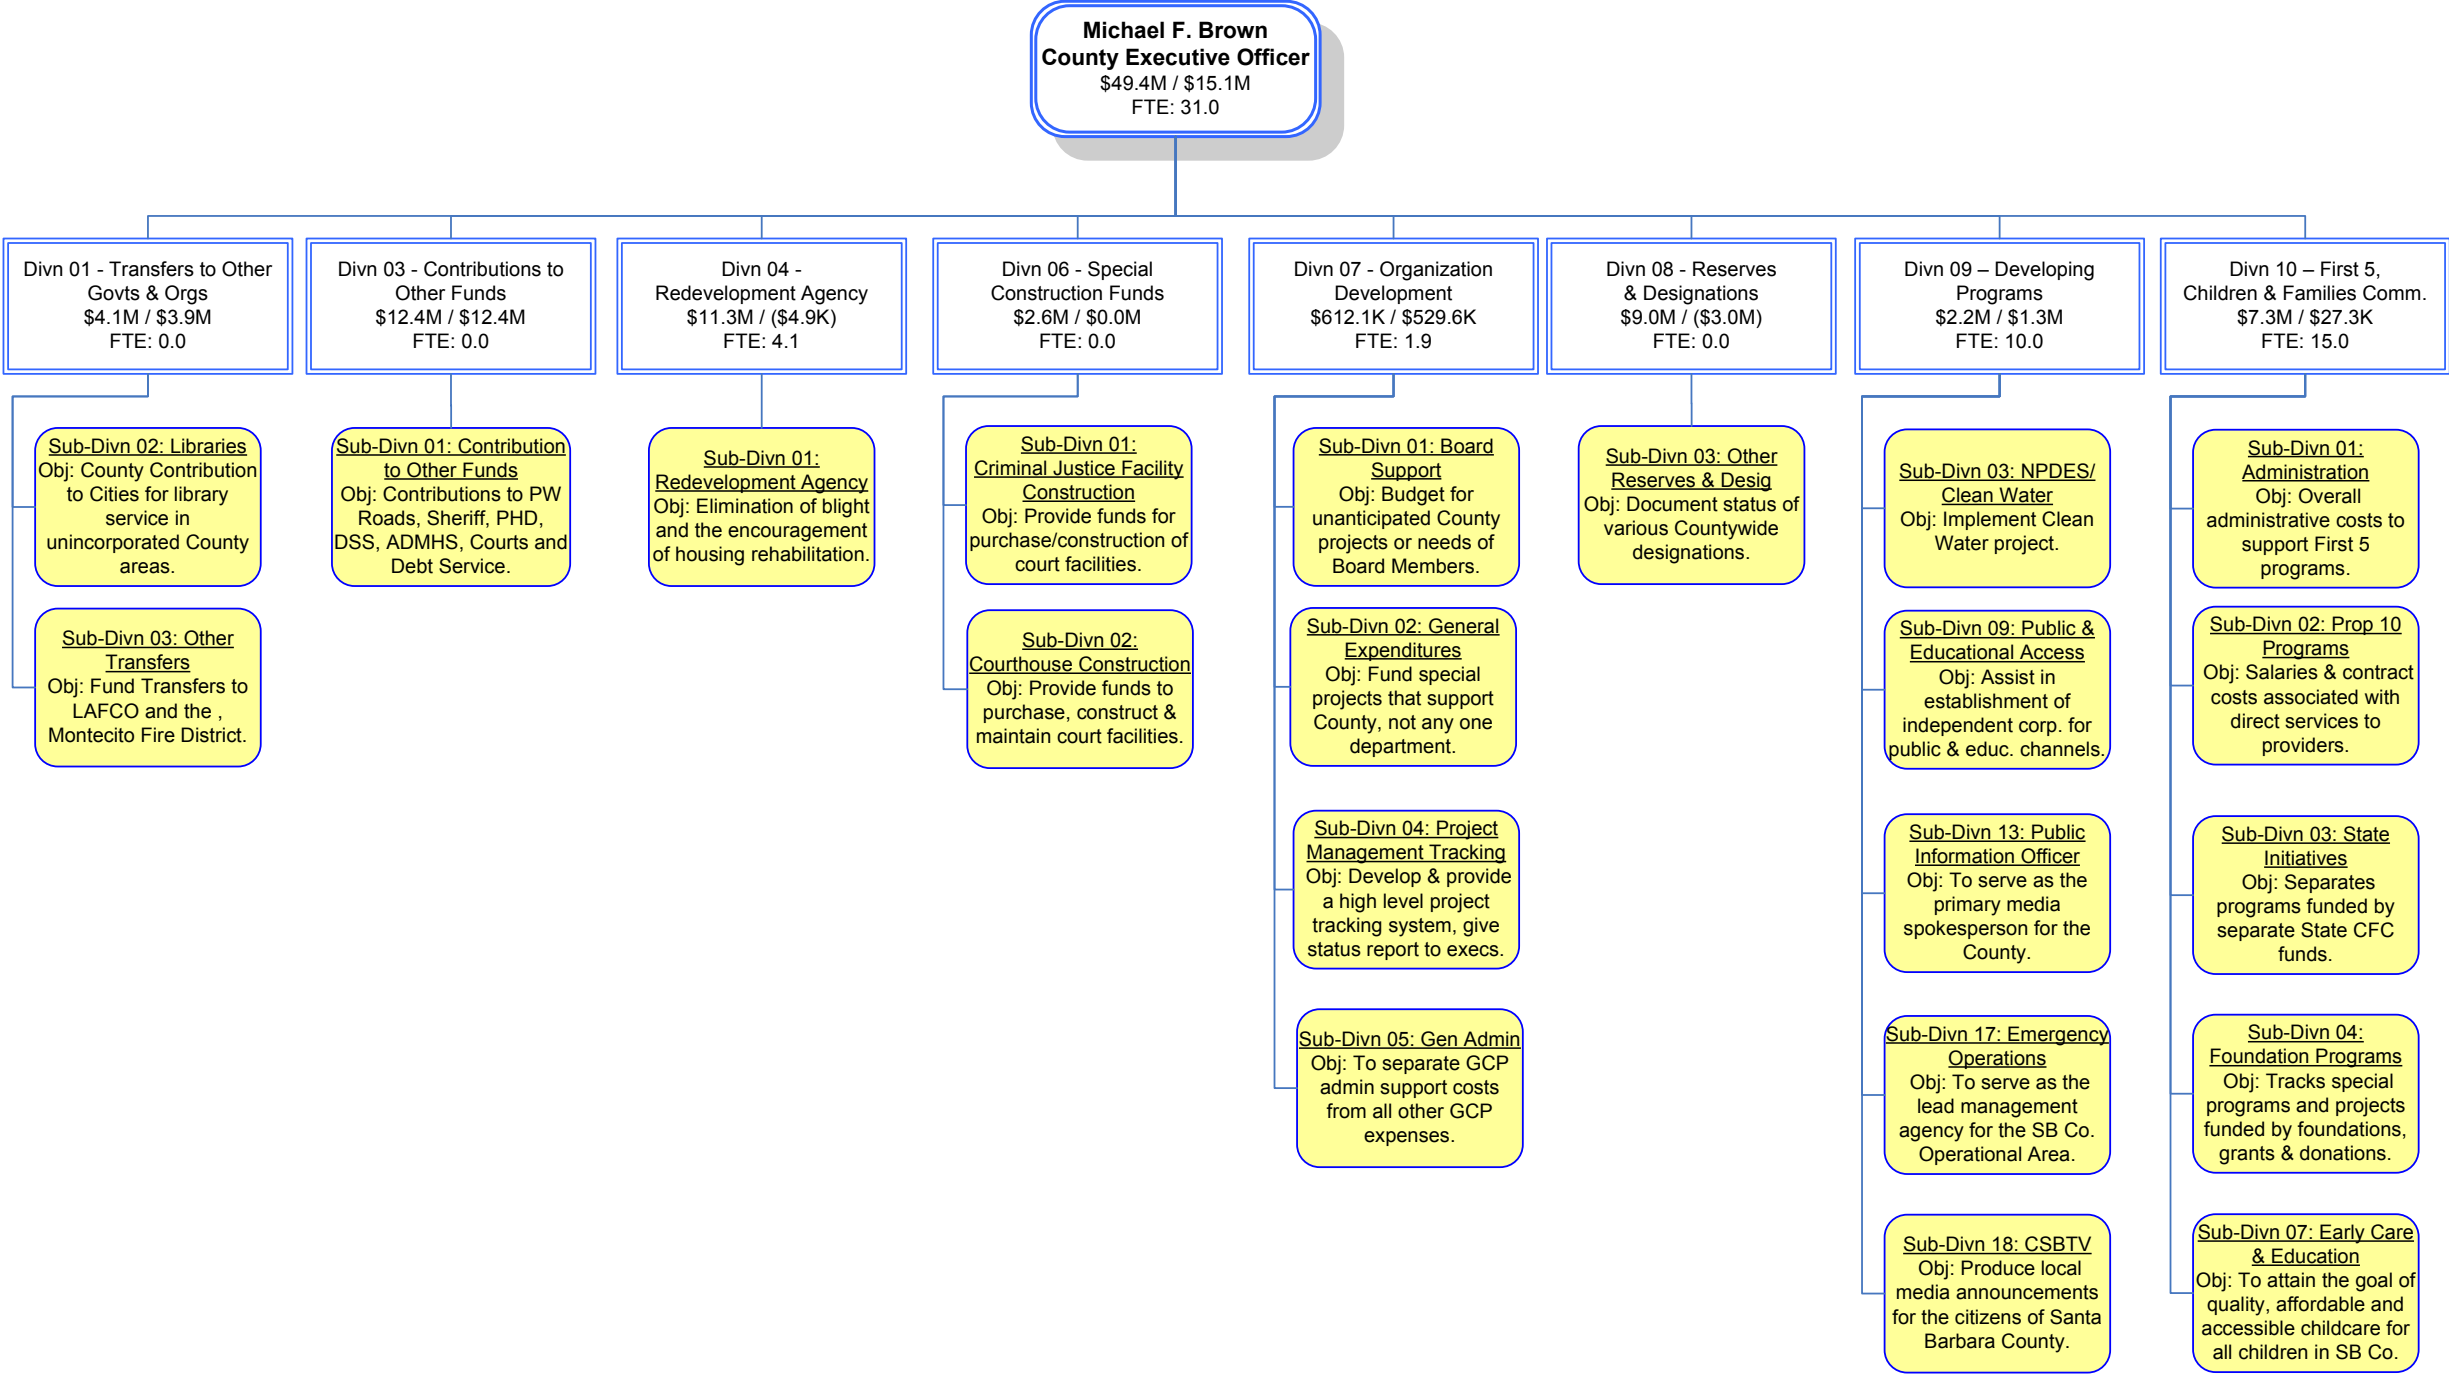 Michael F. Brown
County Executive Officer
$49.4M / $15.1M
FTE: 31.0
Divn 01 - Transfers to Other
Govts & Orgs
$4.1M / $3.9M
FTE: 0.0
Divn 03 - Contributions to
Other Funds
$12.4M / $12.4M
FTE: 0.0
Divn 04 -
Redevelopment Agency
$11.3M / ($4.9K)
FTE: 4.1
Divn 06 - Special
Construction Funds
$2.6M / $0.0M
FTE: 0.0
Divn 07 - Organization
Development
$612.1K / $529.6K
FTE: 1.9
Divn 08 - Reserves
& Designations
$9.0M / ($3.0M)
FTE: 0.0
Divn 09 – Developing
Programs
$2.2M / $1.3M
FTE: 10.0
Divn 10 – First 5,
Children & Families Comm.
$7.3M / $27.3K
FTE: 15.0
Sub-Divn 02: Libraries
Obj: County Contribution
to Cities for library
service in
unincorporated County
areas.
Sub-Divn 03: Other
Transfers
Obj: Fund Transfers to
LAFCO and the ,
Montecito Fire District.
Sub-Divn 01: Contribution
to Other Funds
Obj: Contributions to PW
Roads, Sheriff, PHD,
DSS, ADMHS, Courts and
Debt Service.
Sub-Divn 01:
Redevelopment Agency
Obj: Elimination of blight
and the encouragement
of housing rehabilitation.
Sub-Divn 01:
Criminal Justice Facility
Construction
Obj: Provide funds for
purchase/construction of
court facilities.
Sub-Divn 02:
Courthouse Construction
Obj: Provide funds to
purchase, construct &
maintain court facilities.
Sub-Divn 01: Board
Support
Obj: Budget for
unanticipated County
projects or needs of
Board Members.
Sub-Divn 02: General
Expenditures
Obj: Fund special
projects that support
County, not any one
department.
Sub-Divn 04: Project
Management Tracking
Obj: Develop & provide
a high level project
tracking system, give
status report to execs.
Sub-Divn 05: Gen Admin
Obj: To separate GCP
admin support costs
from all other GCP
expenses.
Sub-Divn 03: Other
Reserves & Desig
Obj: Document status of
various Countywide
designations.
Sub-Divn 03: NPDES/
Clean Water
Obj: Implement Clean
Water project.
Sub-Divn 09: Public &
Educational Access
Obj: Assist in
establishment of
independent corp. for
public & educ. channels.
Sub-Divn 13: Public
Information Officer
Obj: To serve as the
primary media
spokesperson for the
County.
Sub-Divn 17: Emergency
Operations
Obj: To serve as the
lead management
agency for the SB Co.
Operational Area.
Sub-Divn 18: CSBTV
Obj: Produce local
media announcements
for the citizens of Santa
Barbara County.
Sub-Divn 01:
Administration
Obj: Overall
administrative costs to
support First 5
programs.
Sub-Divn 02: Prop 10
Programs
Obj: Salaries & contract
costs associated with
direct services to
providers.
Sub-Divn 03: State
Initiatives
Obj: Separates
programs funded by
separate State CFC
funds.
Sub-Divn 04:
Foundation Programs
Obj: Tracks special
programs and projects
funded by foundations,
grants & donations.
Sub-Divn 07: Early Care
& Education
Obj: To attain the goal of
quality, affordable and
accessible childcare for
all children in SB Co.